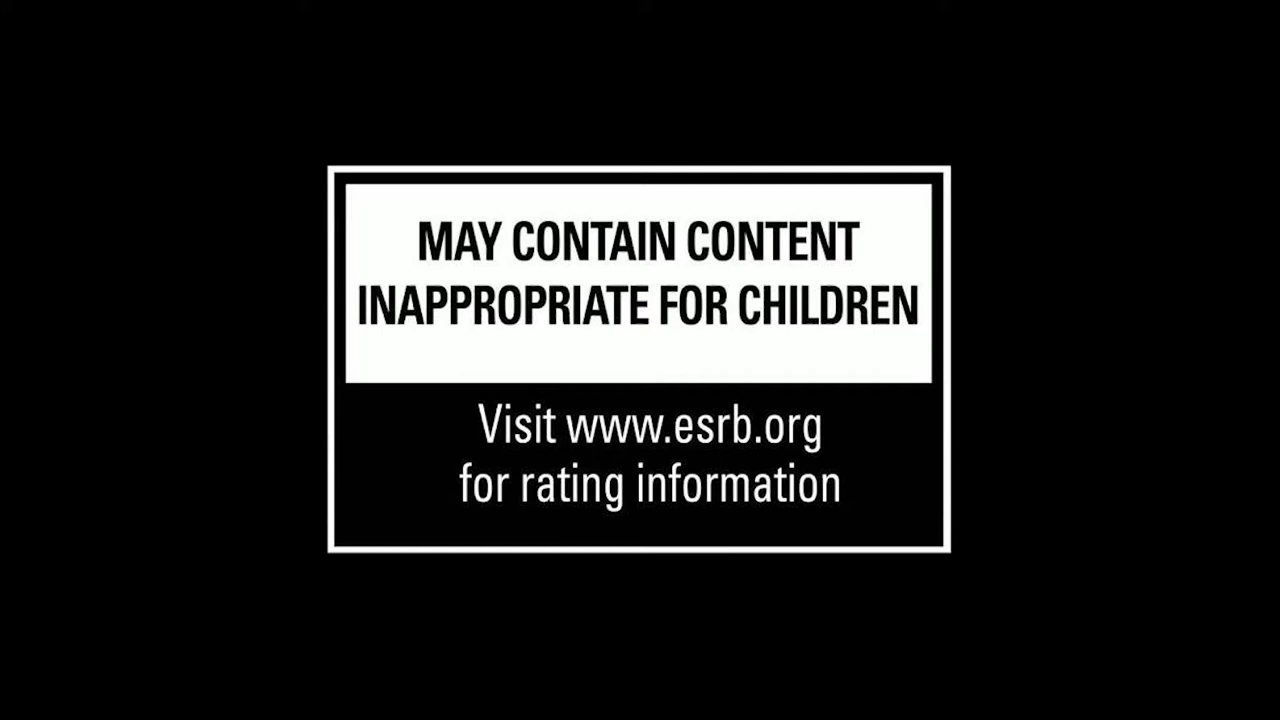 MAY CONTAIN CONTENT
INAPPROPRIATE FOR CHILDREN
Visit www.esrb.org
for rating information